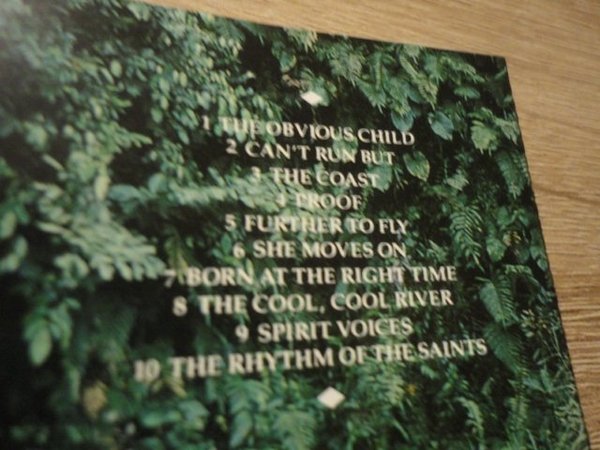 1 THE OBVIOUS CHILD
2 CAN'T RUN BUT
3 THE COAST
4 PROOF
5 FURTHER TO FLY
6 SHE MOVES ON
7 BORN AT THE RIGHT TIME
8 THE COOL, COOL RIVER
9 SPIRIT VOICES
10 THE RHYTHM OF THE SAINTS